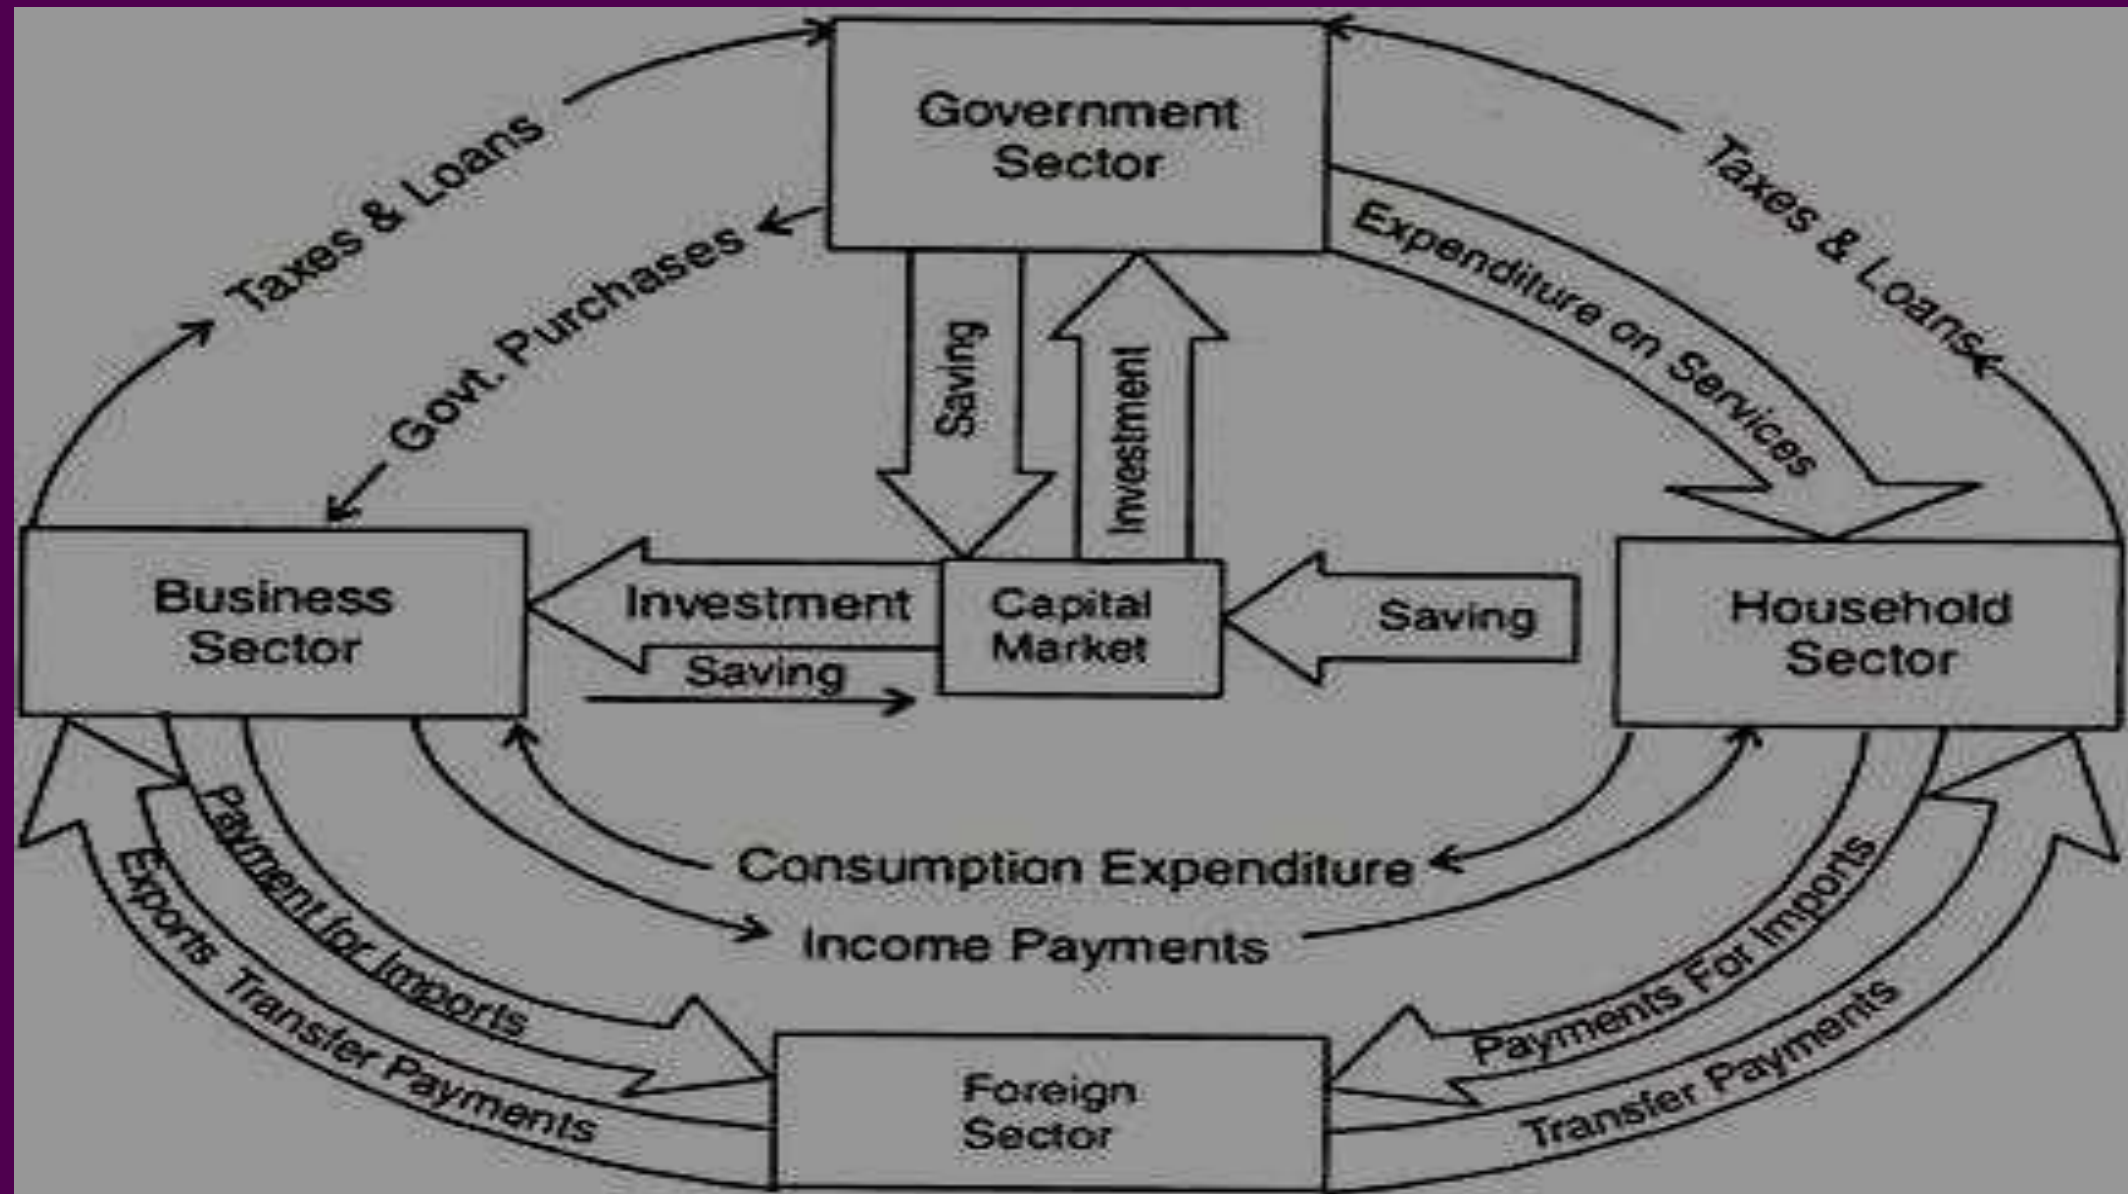 Government
Sector
Taxes & Loans
Taxes & Loans
Govt. Purchases
Expenditure on Services
Saving
Investment
Business
Sector
Investment
Saving
Capital
Market
Saving
Household
Sector
Consumption Expenditure
Income Payments
Payment for Imports
Exports Transfer Payments
Payments For Imports
Transfer Payments
Foreign
Sector